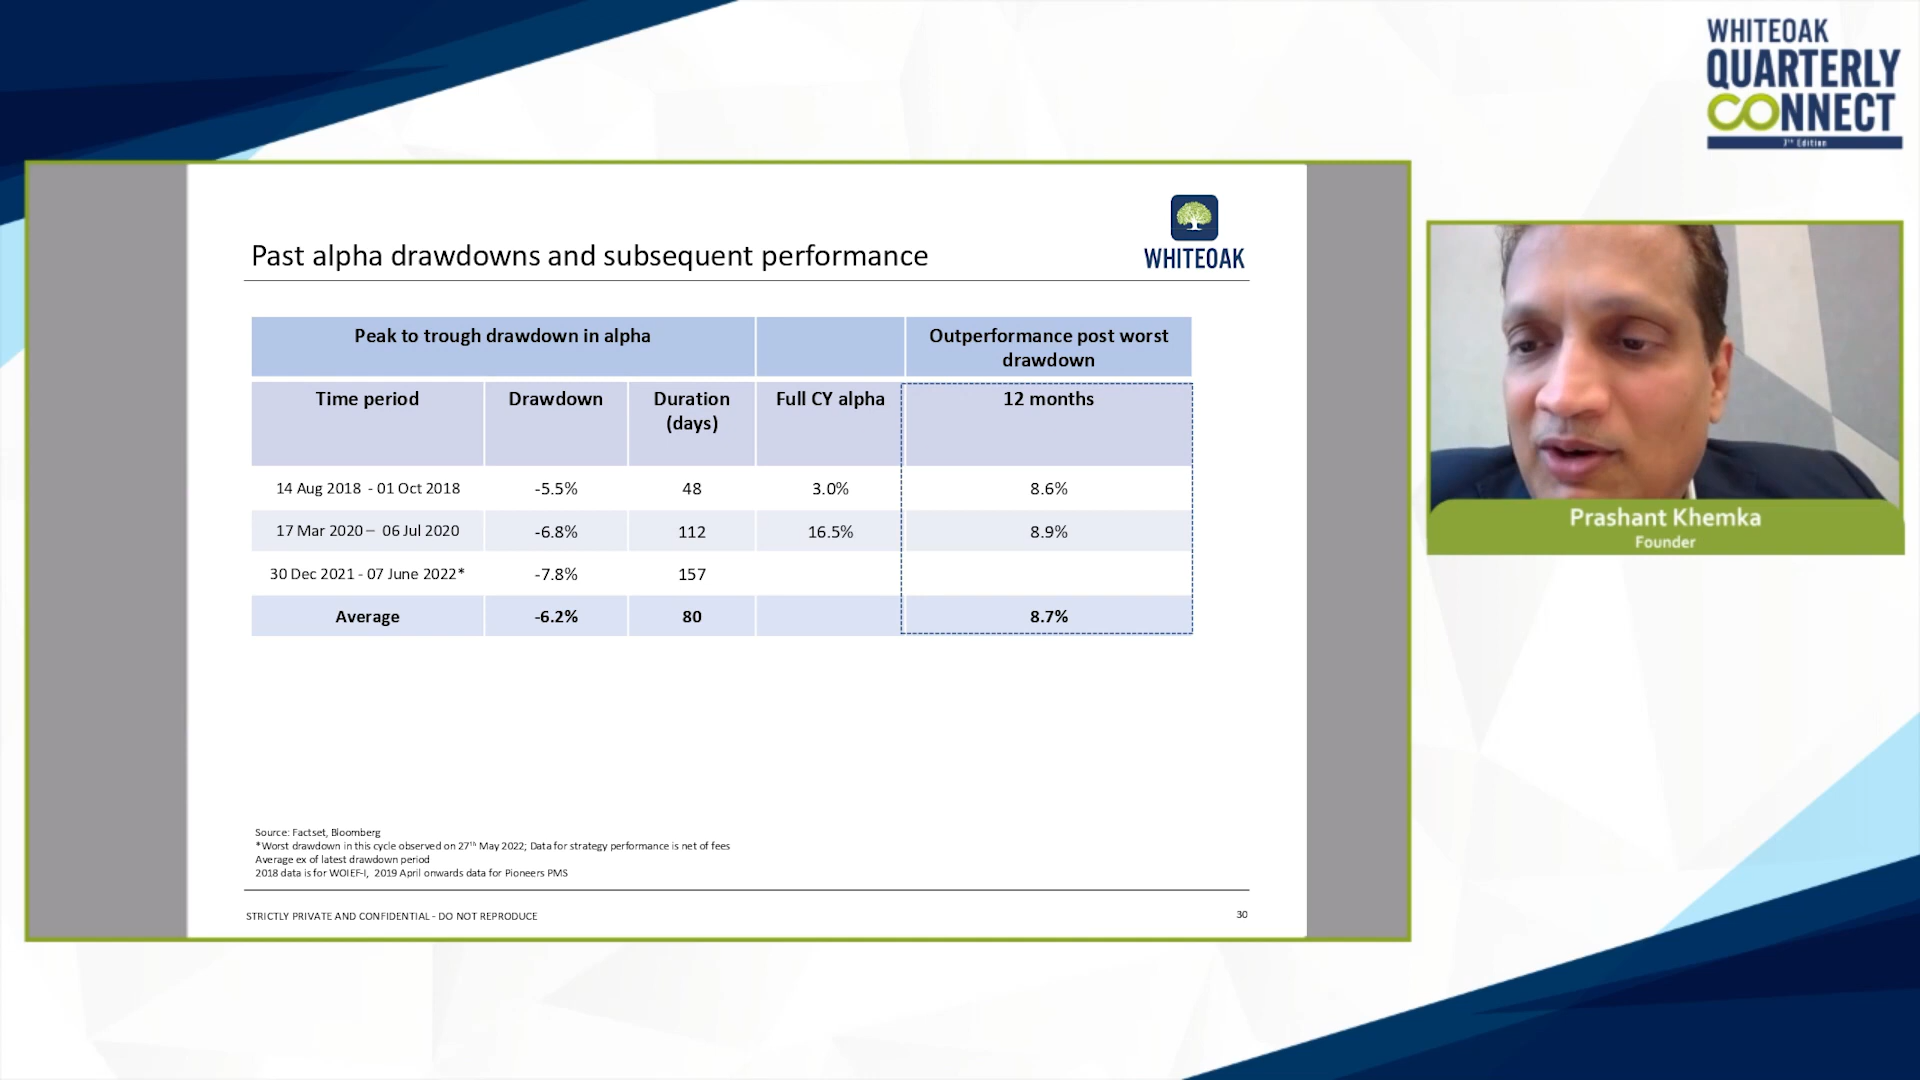 WHITEOAK
QUARTERLY
CONNECT
7th Edition
WHITEOAK
Past alpha drawdowns and subsequent performance
Peak to trough drawdown in alpha
Outperformance post worst
drawdown
Time period Drawdown Duration Full CY alpha 12 months
(days)
14 Aug 2018 - 01 Oct 2018 -5.5% 48 3.0% 8.6%
17 Mar 2020 – 06 Jul 2020 -6.8% 112 16.5% 8.9%
30 Dec 2021 - 07 June 2022* -7.8% 157
Average -6.2% 80 8.7%
Source: Factset, Bloomberg
*Worst drawdown in this cycle observed on 27th May 2022; Data for strategy performance is net of fees
Average ex of latest drawdown period
2018 data is for WOIEF-I, 2019 April onwards data for Pioneers PMS
STRICTLY PRIVATE AND CONFIDENTIAL - DO NOT REPRODUCE
30
Prashant Khemka
Founder